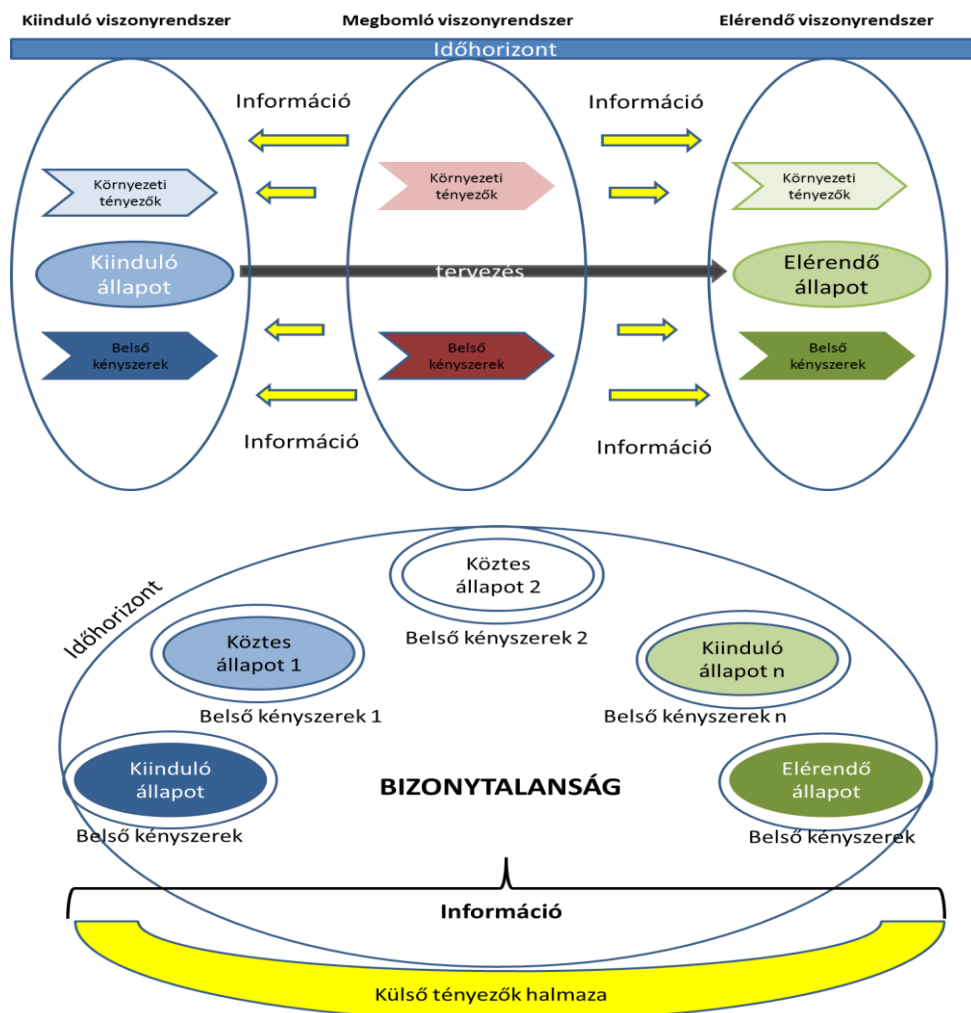 Kiinduló viszonyrendszer
Megbomló viszonyrendszer
Elérendő viszonyrendszer
Időhorizont
Információ
Információ
Környezeti
tényezők
Környezeti
tényezők
Környezeti
tényezők
Kiinduló
állapot
tervezés
Elérendő
állapot
Belső
kényszerek
Belső
kényszerek
Belső
kényszerek
Információ
Információ
Időhorizont
Köztes
állapot 2
Belső kényszerek 2
Köztes
állapot 1
Belső kényszerek 1
Kiinduló
állapot n
Belső kényszerek n
Kiinduló
állapot
Belső kényszerek
BIZONYTALANSÁG
Elérendő
állapot
Belső kényszerek
Információ
Külső tényezők halmaza